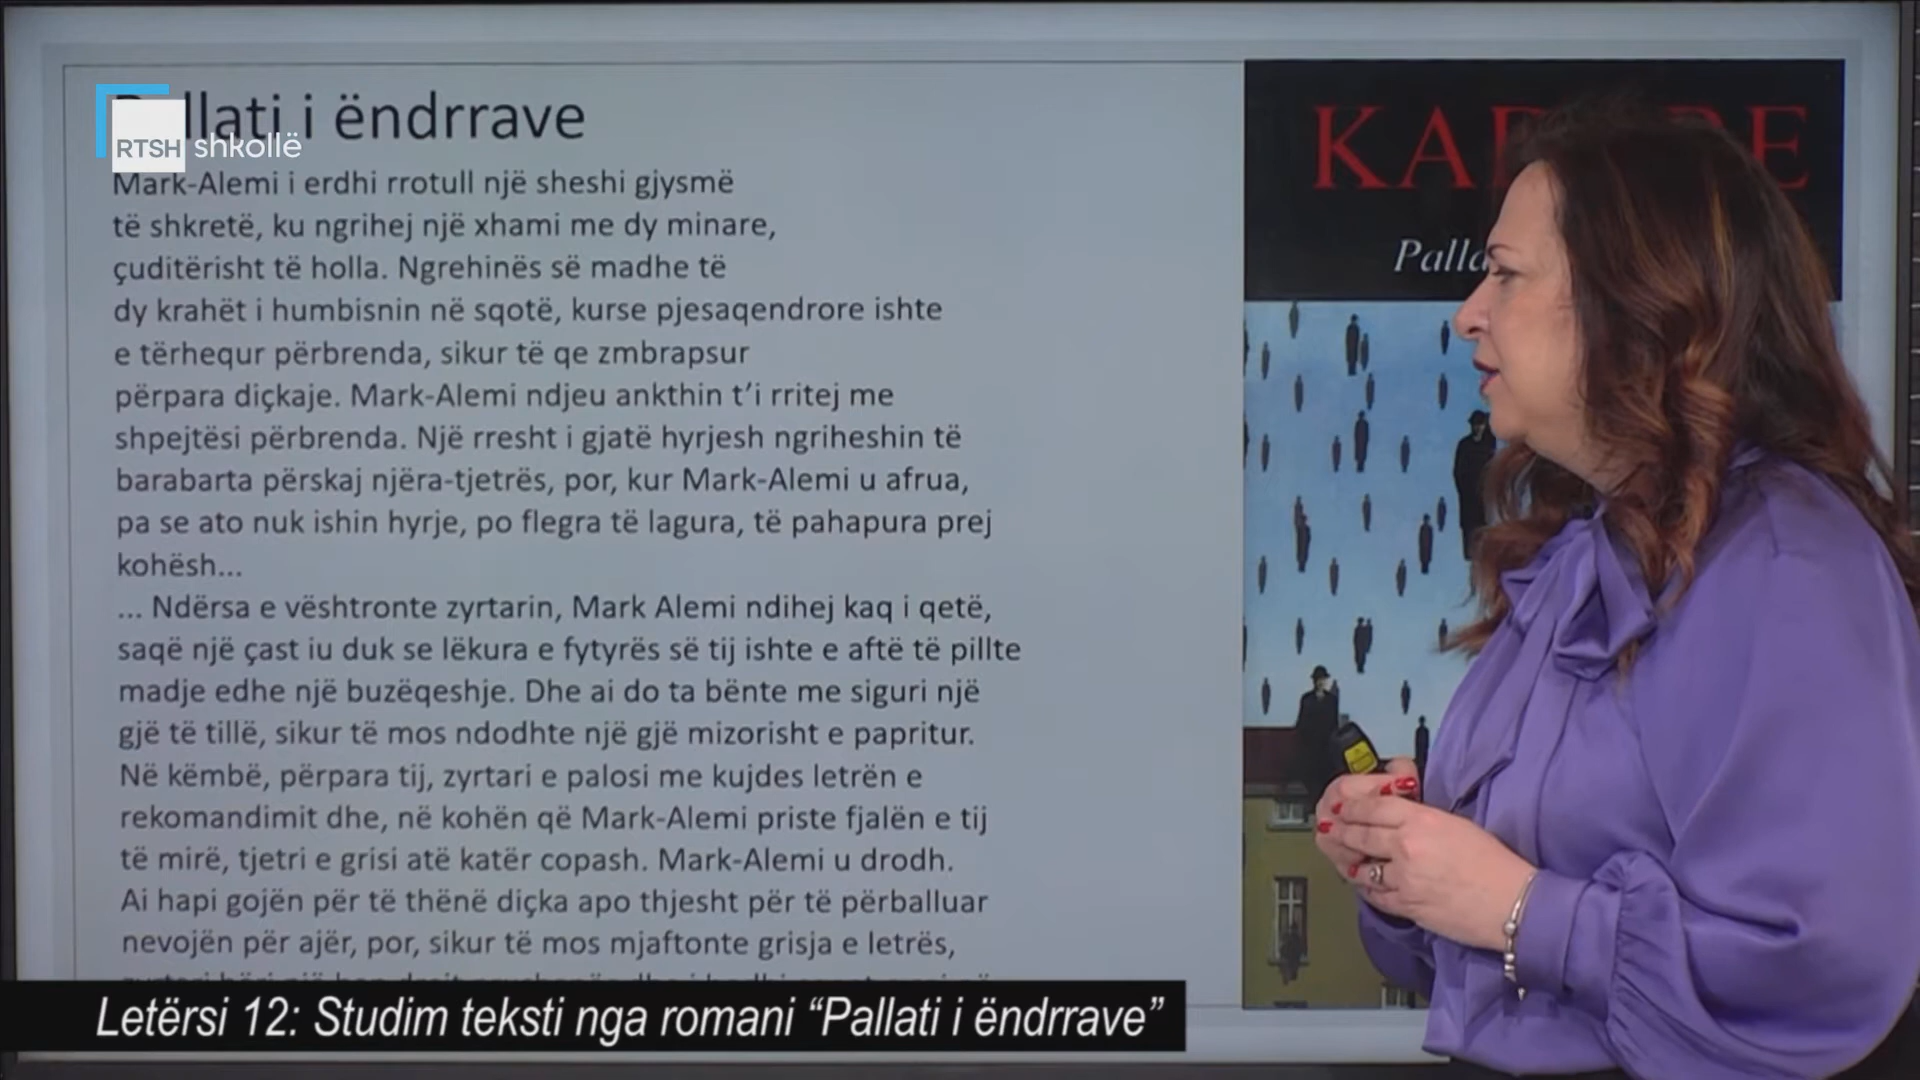 llati i ëndrrave
RTSH shkollë
Mark-Alemi i erdhi rrotull një sheshi gjysmë
të shkretë, ku ngrihej një xhami me dy minare,
çuditërisht të holla. Ngrehinës së madhe të
dy krahët i humbisnin në sqotë, kurse pjesaqendrore ishte
e tërhequr përbrenda, sikur të qe zmbrapsur
përpara diçkaje. Mark-Alemi ndjeu ankthin t’i rritej me
shpejtësi përbrenda. Një rresht i gjatë hyrjesh ngriheshin të
barabarta përskaj njëra-tjetrës, por, kur Mark-Alemi u afrua,
pa se ato nuk ishin hyrje, po flegra të lagura, të pahapura prej
kohësh...
... Ndërsa e vështronte zyrtarin, Mark Alemi ndihej kaq i qetë,
saqë një çast iu duk se lëkura e fytyrës së tij ishte e aftë të pillte
madje edhe një buzëqeshje. Dhe ai do ta bënte me siguri një
gjë të tillë, sikur të mos ndodhte një gjë mizorisht e papritur.
Në këmbë, përpara tij, zyrtari e palosi me kujdes letrën e
rekomandimit dhe, në kohën që Mark-Alemi priste fjalën e tij
të mirë, tjetri e grisi atë katër copash. Mark-Alemi u drodh.
Ai hapi gojën për të thënë diçka apo thjesht për të përballuar
nevojën për ajër, por, sikur të mos mjaftonte grisja e letrës,
KA E
Palla
Letërsi 12: Studim teksti nga romani “Pallati i ëndrrave”